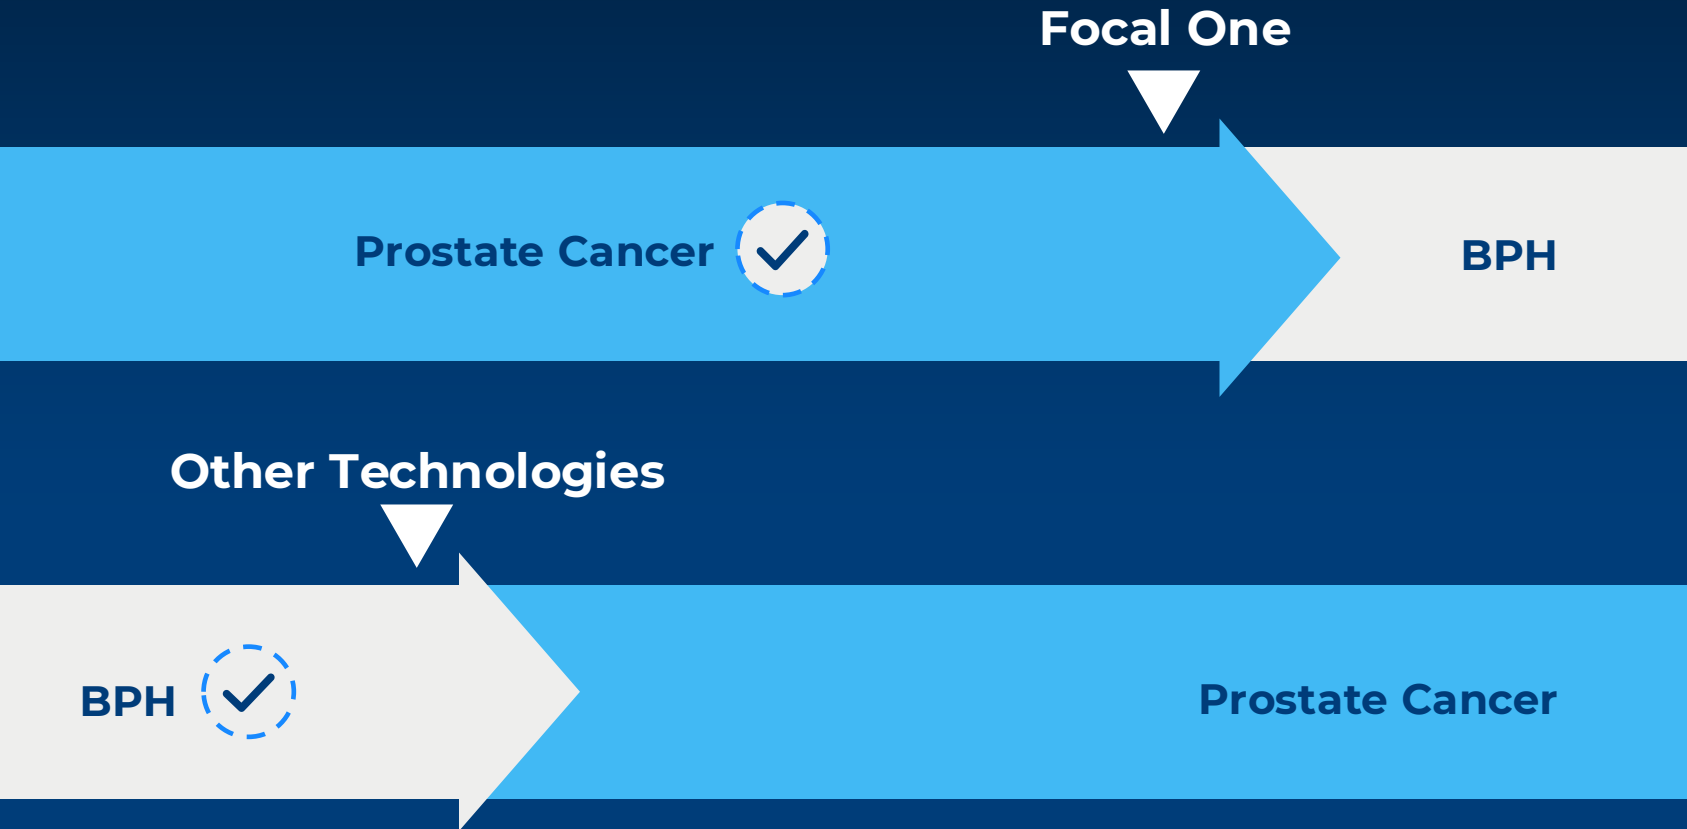 Focal One
Prostate Cancer
BPH
Other Technologies
BPH
Prostate Cancer